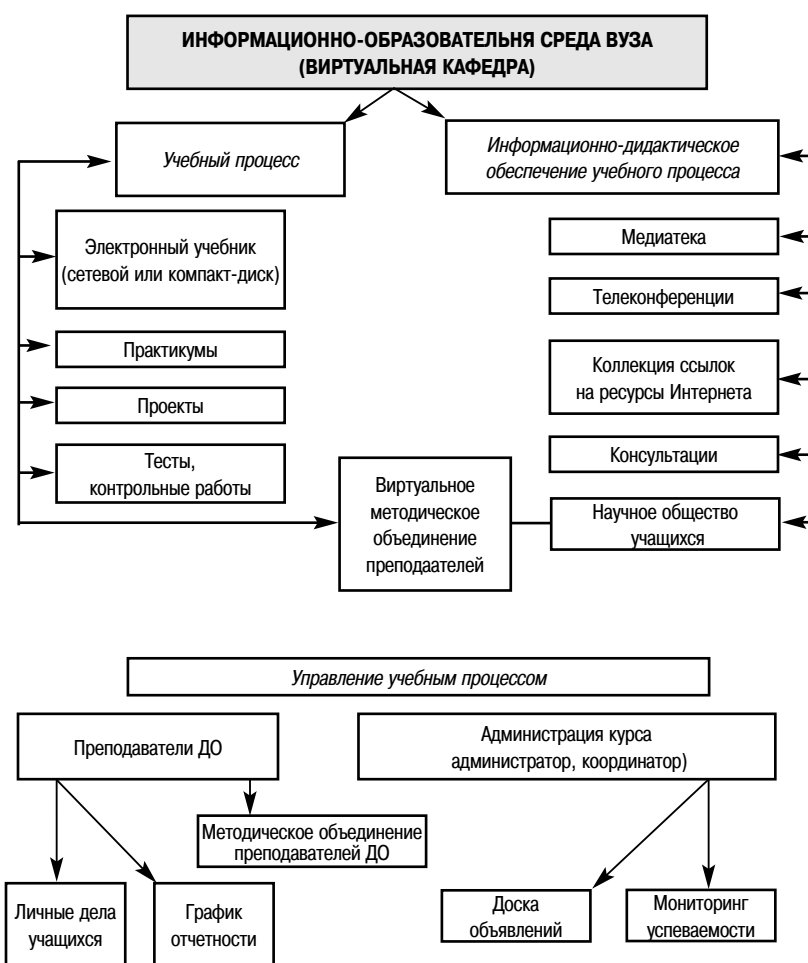 ИНФОРМАЦИОННО-ОБРАЗОВАТЕЛЬНЯ СРЕДА ВУЗА
(ВИРТУАЛЬНАЯ КАФЕДРА)
Учебный процесс
Информационно-дидактическое
обеспечение учебного процесса
Электронный учебник
(сетевой или компакт-диск)
Практикумы
Проекты
Тесты,
контрольные работы
Медиатека
Телеконференции
Коллекция ссылок
на ресурсы Интернета
Консультации
Научное общество
учащихся
Виртуальное
методическое
объединение
преподаателей
Управление учебным процессом
Преподаватели ДО
Администрация курса
администратор, координатор)
Методическое объединение
преподавателей ДО
Личные дела
учащихся
График
отчетности
Доска
объявлений
Мониторинг
успеваемости